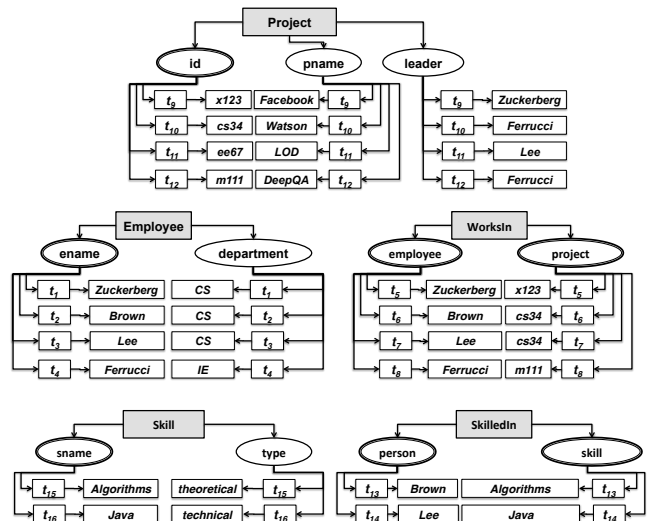 Project
id pname leader
t9 x123 Facebook t9 t9 Zuckerberg
t10 cs34 Watson t10 t10 Ferrucci
t11 ee67 LOD t11 t11 Lee
t12 m111 DeepQA t12 t12 Ferrucci
Employee WorksIn
ename department employee project
t1 Zuckerberg CS t1 t5 Zuckerberg x123 t5
t2 Brown CS t2 t6 Brown cs34 t6
t3 Lee CS t3 t7 Lee cs34 t7
t4 Ferrucci IE t4 t8 Ferrucci m111 t8
Skill SkilledIn
sname type person skill
t15 Algorithms theoretical t15 t13 Brown Algorithms t13
t16 Java technical t16 t14 Lee Java t14